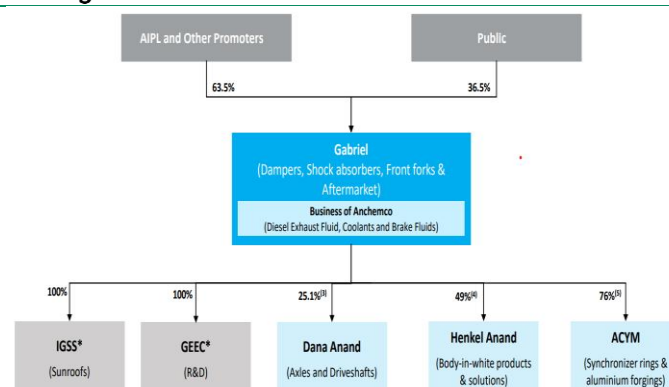 AIPL and Other Promoters
Public
63.5%
36.5%
Gabriel
(Dampers, Shock absorbers, Front forks &
Aftermarket)
Business of Anchemco
(Diesel Exhaust Fluid, Coolants and Brake Fluids)
100%
100%
25.1%(3)
49%(4)
76%(5)
IGSS*
(Sunroofs)
GEEC*
(R&D)
Dana Anand
(Axles and Driveshafts)
Henkel Anand
(Body-in-white products
& solutions)
ACYM
(Synchronizer rings &
aluminium forgings)